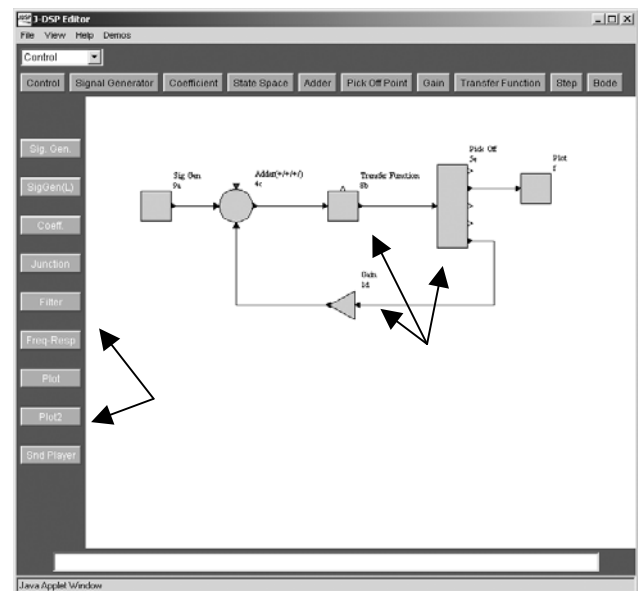 J-DSP Editor
File View Help Demos
Control
Control Signal Generator Coefficient State Space Adder Pick Off Point Gain Transfer Function Step Bode
Sig. Gen.
SigGen(L)
Coeff.
Junction
Filter
Freq-Resp
Plot
Plot2
Snd Player
Sig Gen
9a
Adder(+/+/+/)
4c
Transfer Function
8b
Pick Off
5e
Plot
f
Gain
1d
Java Applet Window